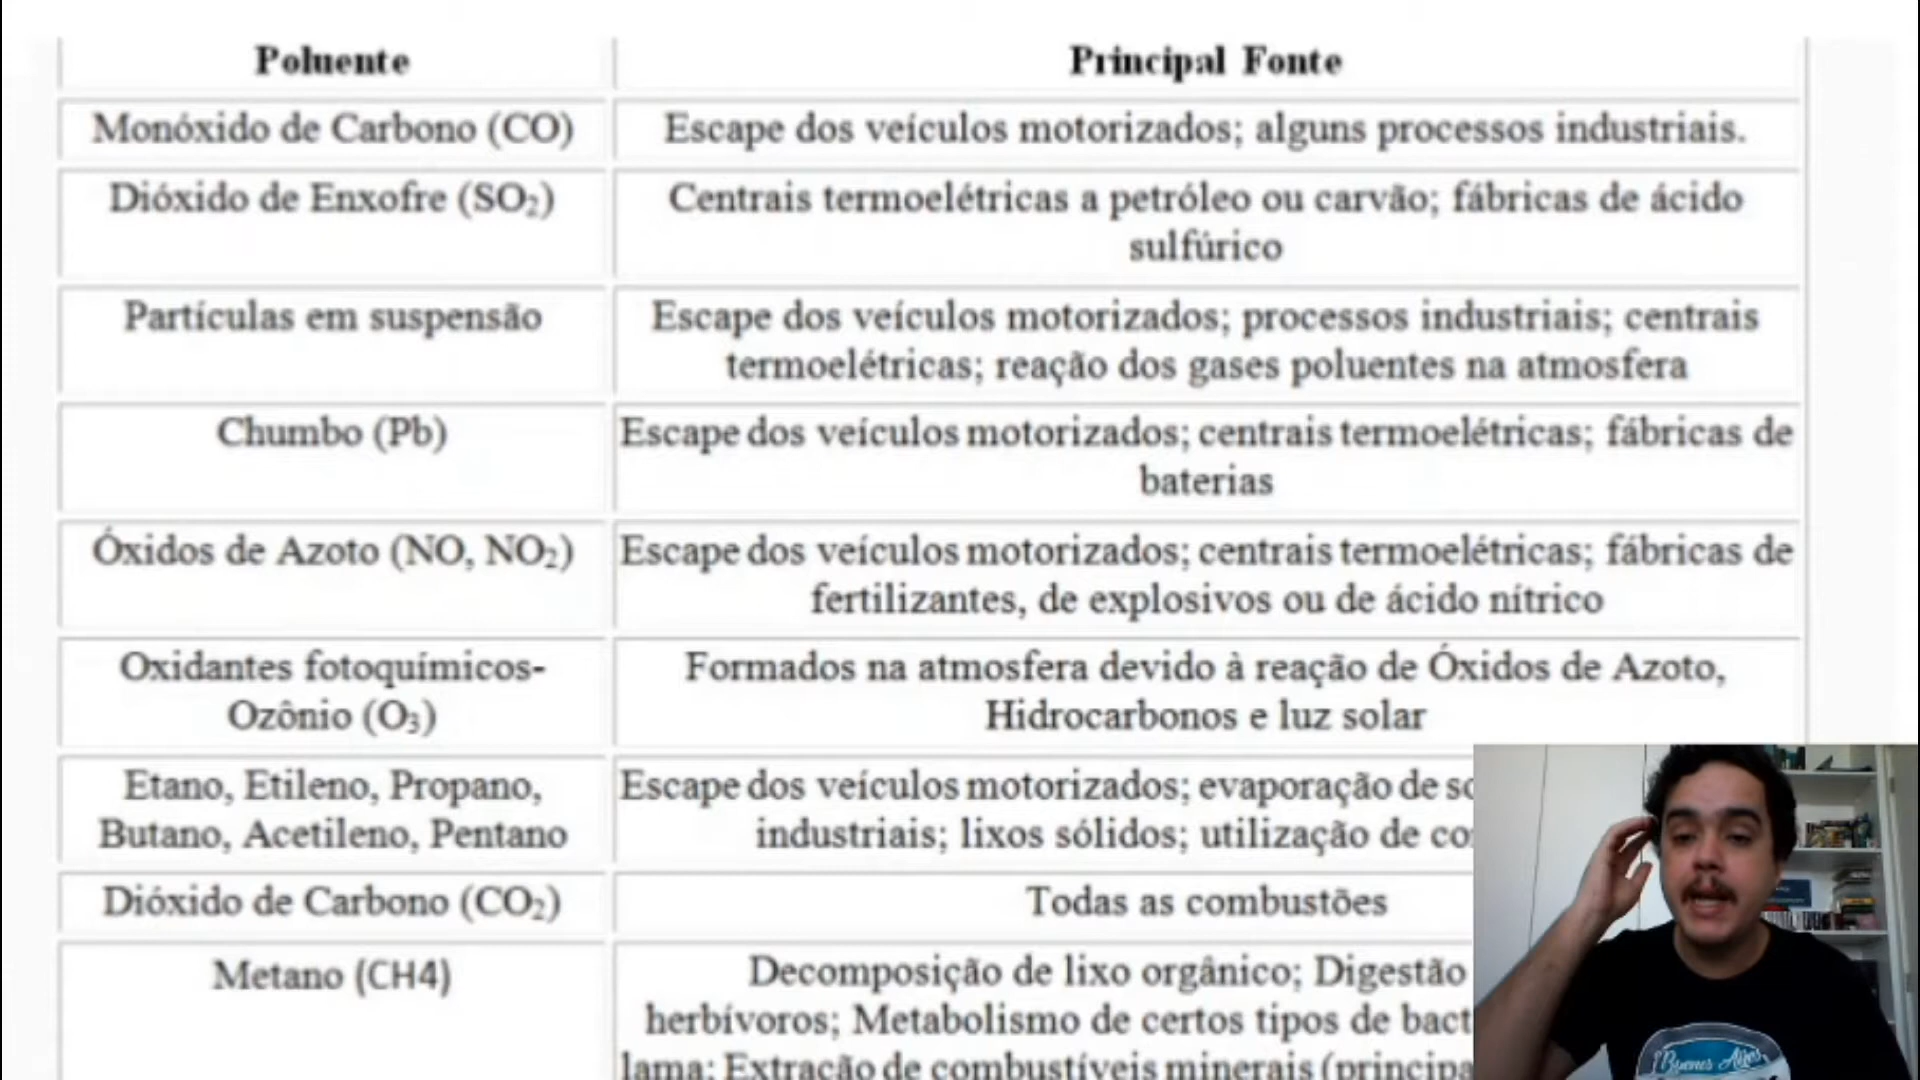 Poluente
Principal Fonte
Monóxido de Carbono (CO)
Escape dos veículos motorizados; alguns processos industriais.
Dióxido de Enxofre (SO₂)
Centrais termoelétricas a petróleo ou carvão; fábricas de ácido
sulfúrico
Partículas em suspensão
Escape dos veículos motorizados; processos industriais; centrais
termoelétricas; reação dos gases poluentes na atmosfera
Chumbo (Pb)
Escape dos veículos motorizados; centrais termoelétricas; fábricas de
baterias
Óxidos de Azoto (NO, NO₂)
Escape dos veículos motorizados; centrais termoelétricas; fábricas de
fertilizantes, de explosivos ou de ácido nítrico
Oxidantes fotoquímicos-
Ozônio (O₃)
Formados na atmosfera devido à reação de Óxidos de Azoto,
Hidrocarbonos e luz solar
Etano, Etileno, Propano,
Butano, Acetileno, Pentano
Escape dos veículos motorizados; evaporação de
industriais; lixos sólidos; utilização de
Dióxido de Carbono (CO₂)
Todas as combustões
Metano (CH4)
Decomposição de lixo orgânico; Digestão
herbívoros; Metabolismo de certos tipos de
lama; Extração de combustíveis minerais
Buenos Aires